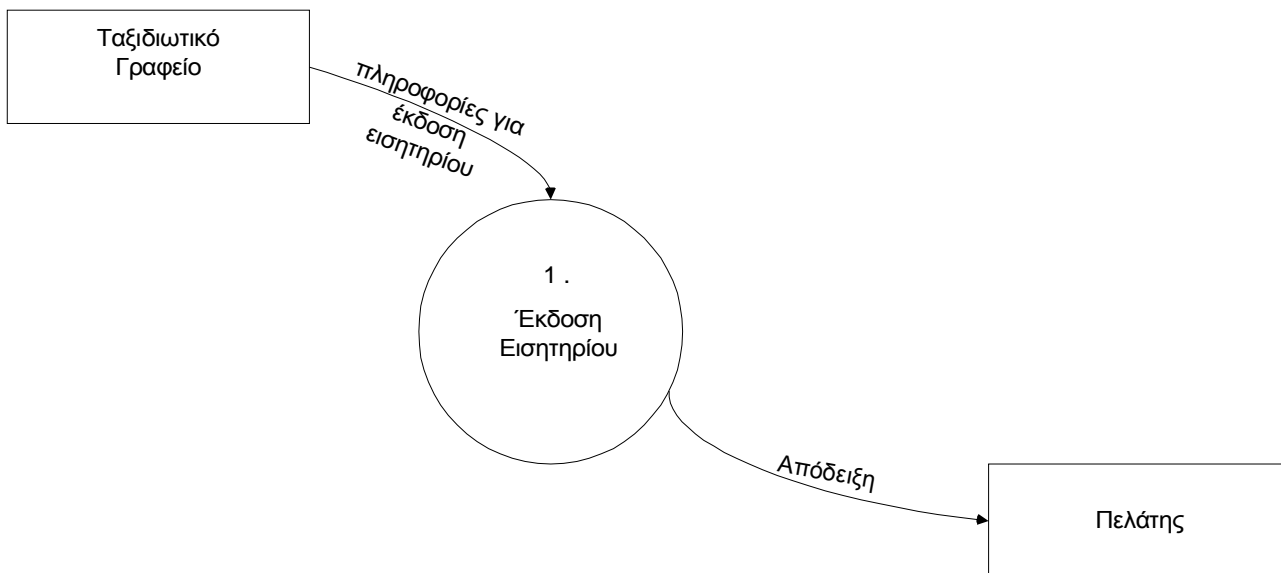 Ταξιδιωτικό
Γραφείο
πληροφορίες για
έκδοση
εισητηρίου
1 .
Έκδοση
Εισητηρίου
Απόδειξη
Πελάτης